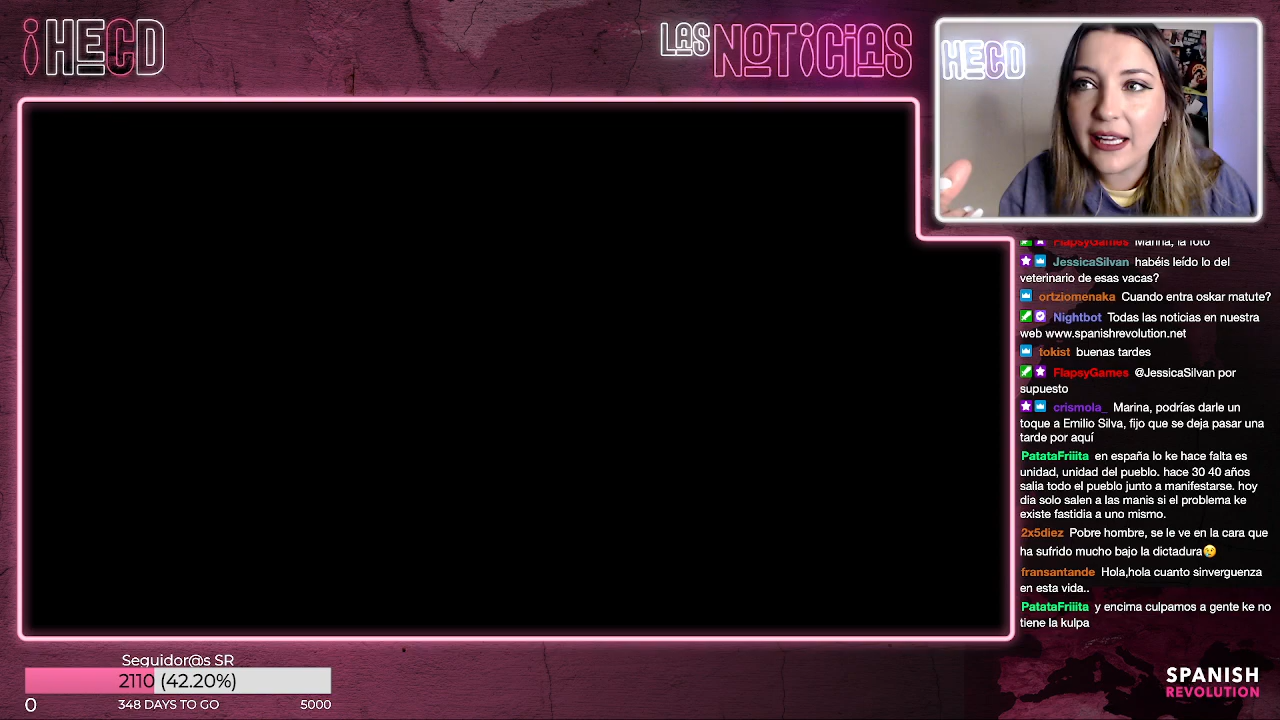 ¡HECD
LAS NOTICIAS
HECD
FlapsyGames Marina, la foto
JessicaSilvan habéis leído lo del
veterinario de esas vacas?
ortziomenaka Cuando entra oskar matute?
Nightbot Todas las noticias en nuestra
web www.spanishrevolution.net
tokist buenas tardes
FlapsyGames @JessicaSilvan por
supuesto
crismola_ Marina, podrías darle un
toque a Emilio Silva, fijo que se deja pasar una
tarde por aquí
PatataFriiita en españa lo ke hace falta es
unidad, unidad del pueblo. hace 30 40 años
salia todo el pueblo junto a manifestarse. hoy
dia solo salen a las manis si el problema ke
existe fastidia a uno mismo.
2x5diez Pobre hombre, se le ve en la cara que
ha sufrido mucho bajo la dictadura😢
fransantande Hola,hola cuanto sinverguenza
en esta vida..
PatataFriiita y encima culpamos a gente ke no
tiene la kulpa
Seguidor@s SR
2110 (42.20%)
0 348 DAYS TO GO 5000
SPANISH
REVOLUTION